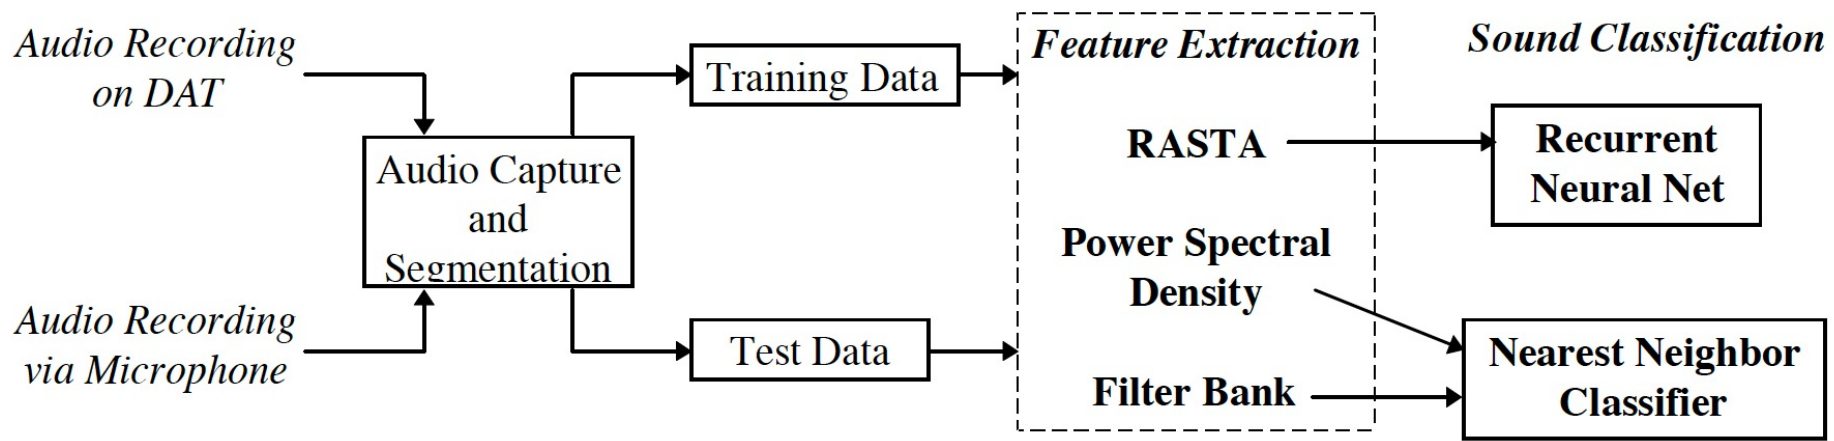 Audio Recording
on DAT
Audio Capture
and
Segmentation
Audio Recording
via Microphone
Training Data
Test Data
Feature Extraction
RASTA
Power Spectral
Density
Filter Bank
Sound Classification
Recurrent
Neural Net
Nearest Neighbor
Classifier